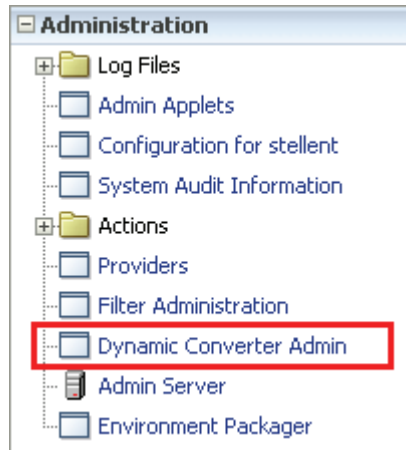 Administration
Log Files
Admin Applets
Configuration for stellent
System Audit Information
Actions
Providers
Filter Administration
Dynamic Converter Admin
Admin Server
Environment Packager